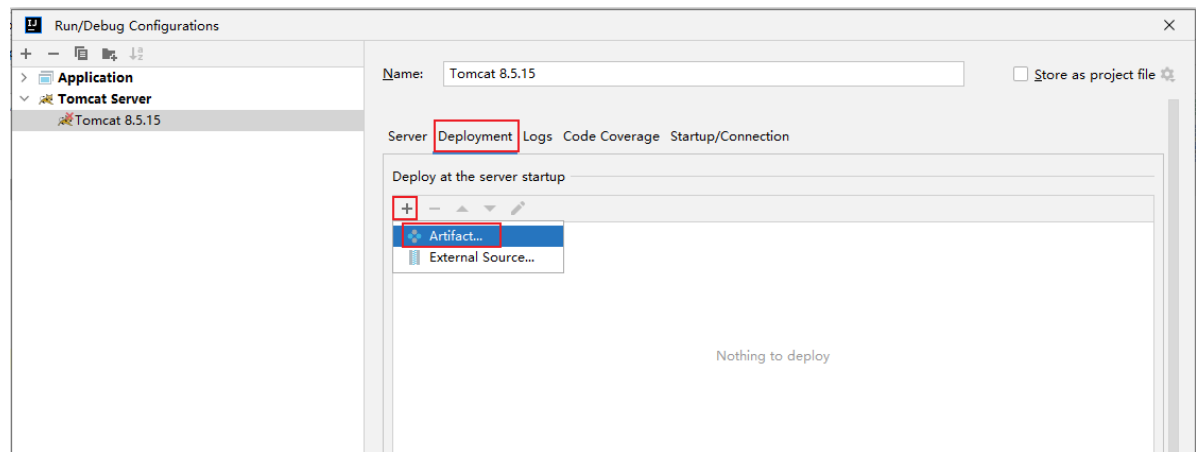 Run/Debug Configurations
Application
Tomcat Server
Tomcat 8.5.15
Name: Tomcat 8.5.15 Store as project file
Server Deployment Logs Code Coverage Startup/Connection
Deploy at the server startup
Artifact...
External Source...
Nothing to deploy